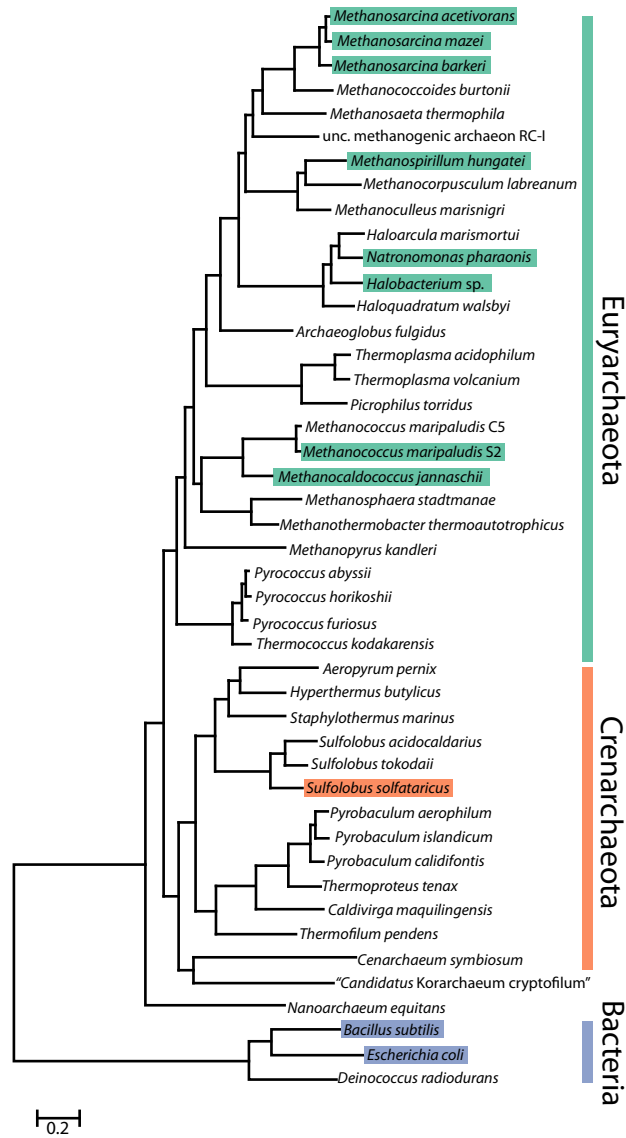 Methanosarcina acetivorans
Methanosarcina mazei
Methanosarcina barkeri
Methanococcoides burtonii
Methanosaeta thermophila
unc. methanogenic archaeon RC-I
Methanospirillum hungatei
Methanocorpusculum labreanum
Methanoculleus marisnigri
Haloarcula marismortui
Natronomonas pharaonis
Halobacterium sp.
Haloquadratum walsbyi
Archaeoglobus fulgidus
Thermoplasma acidophilum
Thermoplasma volcanium
Picrophilus torridus
Methanococcus maripaludis C5
Methanococcus maripaludis S2
Methanocaldococcus jannaschii
Methanosphaera stadtmanae
Methanothermobacter thermoautotrophicus
Methanopyrus kandleri
Pyrococcus abyssii
Pyrococcus horikoshii
Pyrococcus furiosus
Thermococcus kodakarensis
Euryarchaeota
Aeropyrum pernix
Hyperthermus butylicus
Staphylothermus marinus
Sulfolobus acidocaldarius
Sulfolobus tokodaii
Sulfolobus solfataricus
Pyrobaculum aerophilum
Pyrobaculum islandicum
Pyrobaculum calidifontis
Thermoproteus tenax
Caldivirga maquilingensis
Thermofilum pendens
Cenarchaeum symbiosum
Crenarchaeota
“Candidatus Korarchaeum cryptofilum”
Nanoarchaeum equitans
Bacillus subtilis
Escherichia coli
Deinococcus radiodurans
Bacteria
0.2